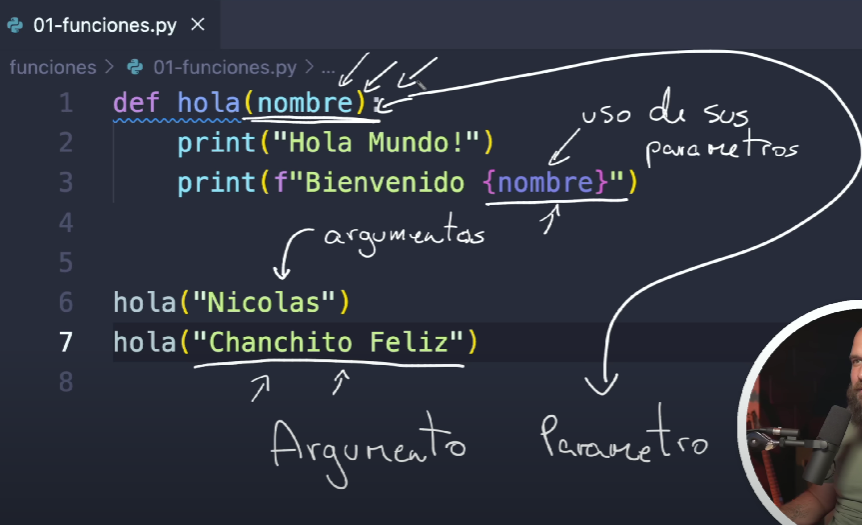 01-funciones.py ×
funciones > 01-funciones.py > ...
1 def hola(nombre):
2 print("Hola Mundo!")
3 print(f"Bienvenido {nombre}")
uso de sus
parametros
4
argumentos
5
6 hola("Nicolas")
7 hola("Chanchito Feliz")
8
Argumento Parametro